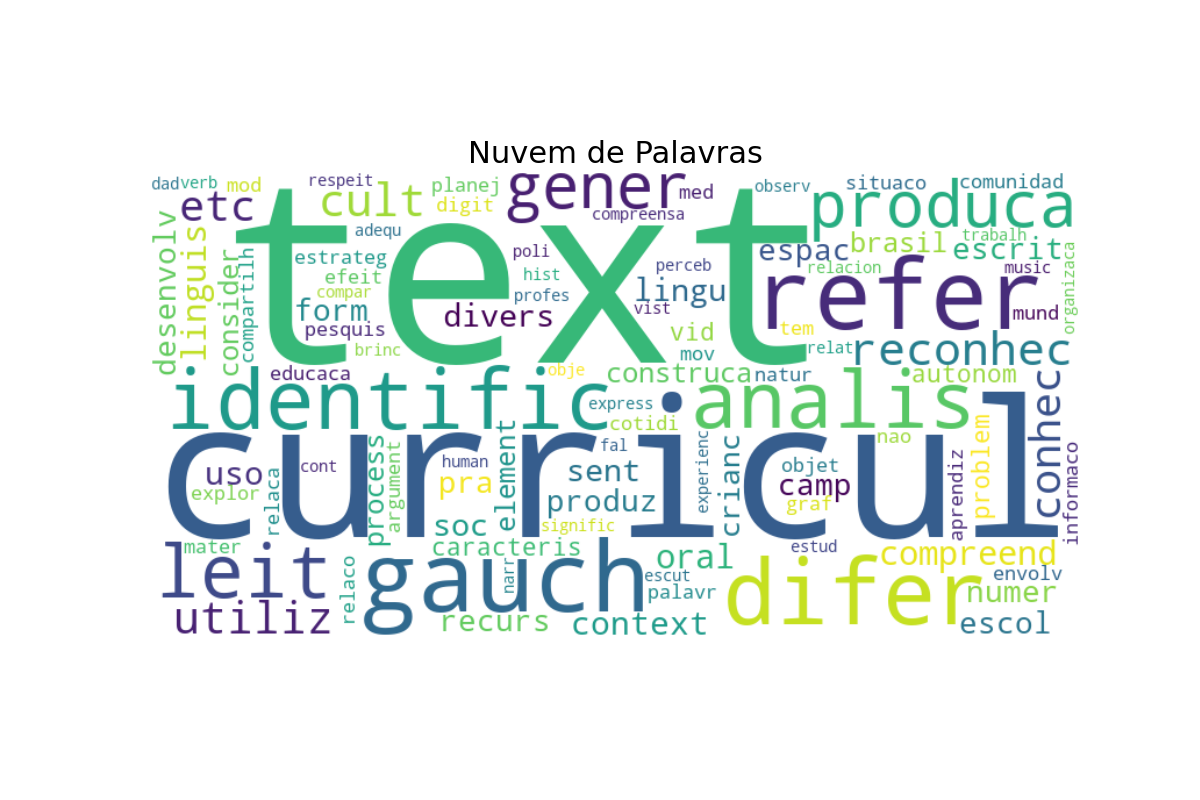 Nuvem de Palavras
dad
verb
mod
respeit
planej
gener
med
observ
situaco
comunidad
etc
cult
digit
compreensa
produca
text
adequ
desenvolv
linguis
consider
compartilh
estrateg
efeit
compar
form
pesquis
brinc
poli
hist
profes
divers
perceb
lingu
vist
vid
mov
espac
brasil
trabalh
escrit
relacion
music
organizaca
refer
mund
tem
relat
reconhec
educaca
identific
obje
construca
natur
autonom
express
cotidi
analis
nao
conhec
curricul
uso
cont
explor
relaca
process
argument
human
pra
element
fal
sent
produz
soc
signific
experienc
crianc
objet
camp
graf
aprendiz
problem
informaco
mater
leit
utiliz
relaco
caracteris
gauch
narr
recurs
oral
escut
palavr
context
estud
difer
compreend
envolv
numer
escol